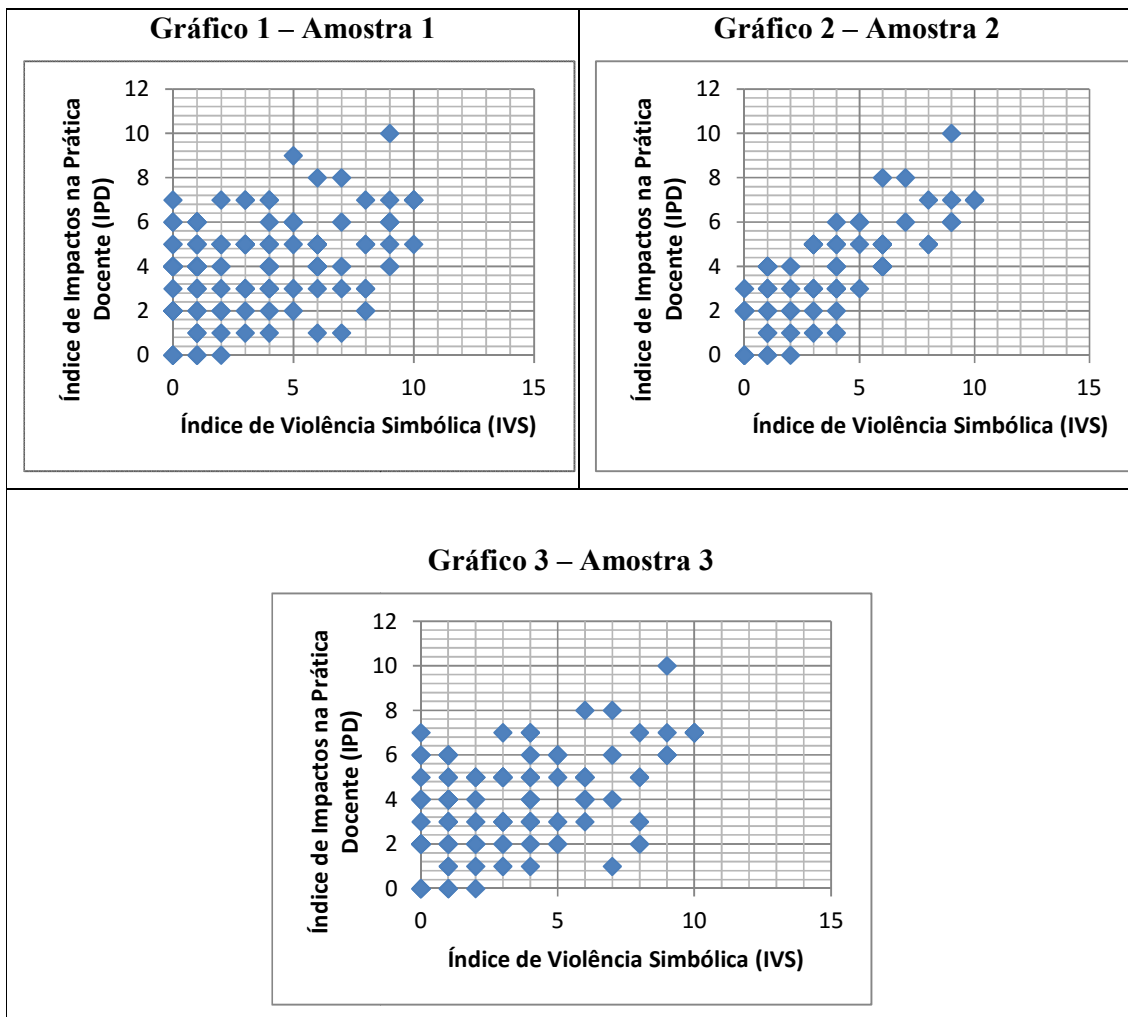 Gráfico 1 – Amostra 1
Índice de Impactos na Prática
Docente (IPD)
12
10
8
6
4
2
0
0 5 10 15
Índice de Violência Simbólica (IVS)
Gráfico 2 – Amostra 2
Índice de Impactos na Prática
Docente (IPD)
12
10
8
6
4
2
0
0 5 10 15
Índice de Violência Simbólica (IVS)
Gráfico 3 – Amostra 3
Índice de Impactos na Prática
Docente (IPD)
12
10
8
6
4
2
0
0 5 10 15
Índice de Violência Simbólica (IVS)